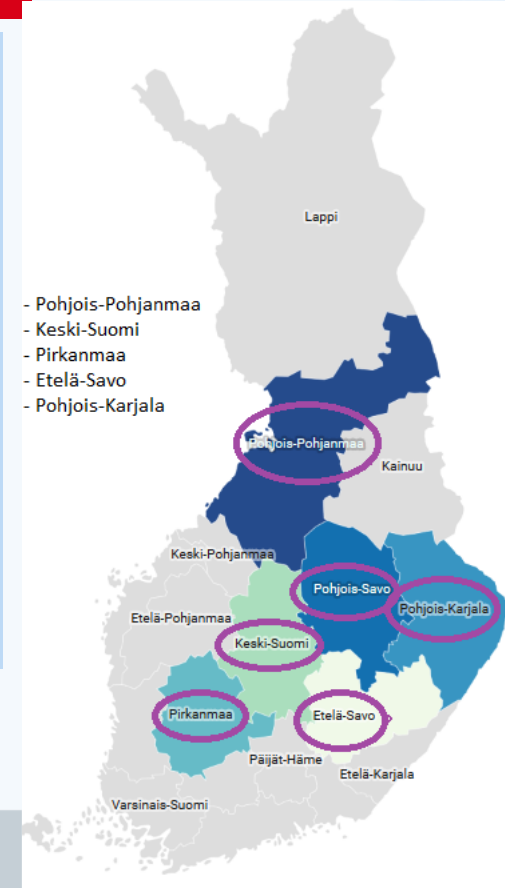 Lappi
- Pohjois-Pohjanmaa
- Keski-Suomi
- Pirkanmaa
- Etelä-Savo
- Pohjois-Karjala
Pohjois-Pohjanmaa
Kainuu
Keski-Pohjanmaa
Pohjois-Savo
Pohjois-Karjala
Etelä-Pohjanmaa
Keski-Suomi
Pirkanmaa
Etelä-Savo
Päijät-Häme
Etelä-Karjala
Varsinais-Suomi